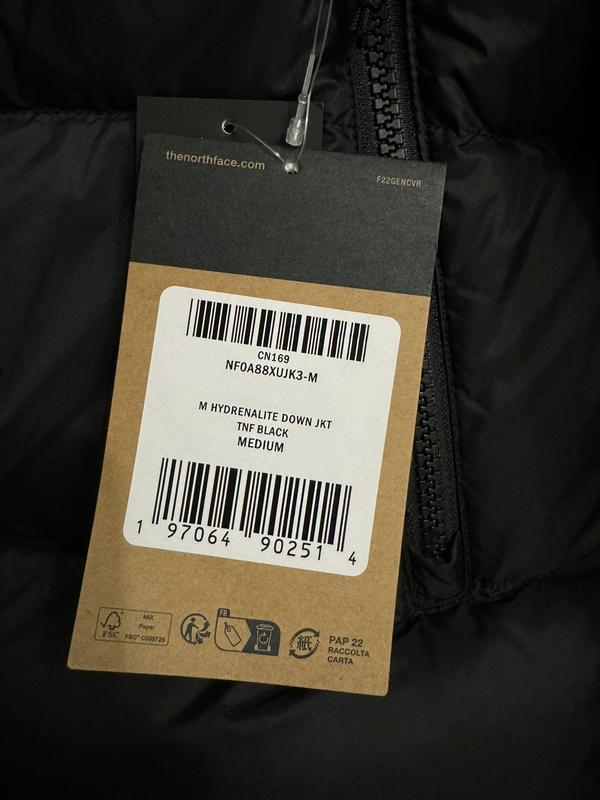 thenorthface.com
F22GENCVR
CN169
NF0A88XUJK3-M
M HYDRENALITE DOWN JKT
TNF BLACK
MEDIUM
1 97064 90251 4
FSC
MIX
Paper
FSC® C005725
FR
紙
PAP 22
RACCOLTA
CARTA